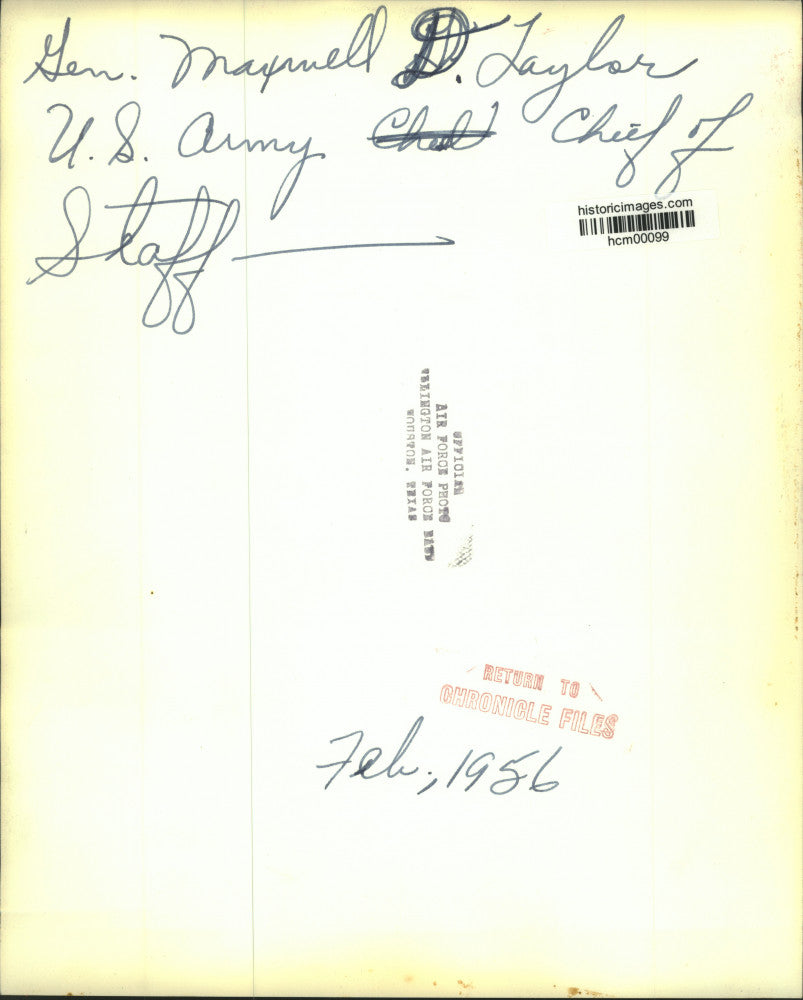 Gen. Maxwell D. Taylor
U.S. Army Chief of
Staff
historicimages.com
hcm00099
OFFICIAL
AIR FORCE PHOTO
ELLINGTON AIR FORCE BASE
HOUSTON, TEXAS
RETURN TO
CHRONICLE FILES
Feb., 1956